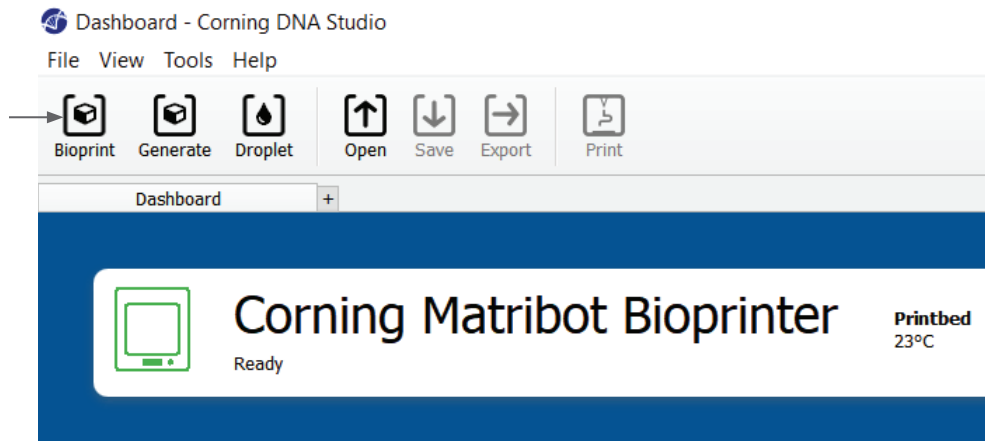 Dashboard - Corning DNA Studio
File View Tools Help
Bioprint Generate Droplet Open Save Export Print
Dashboard +
Corning Matribot Bioprinter
Ready
Printbed
23°C